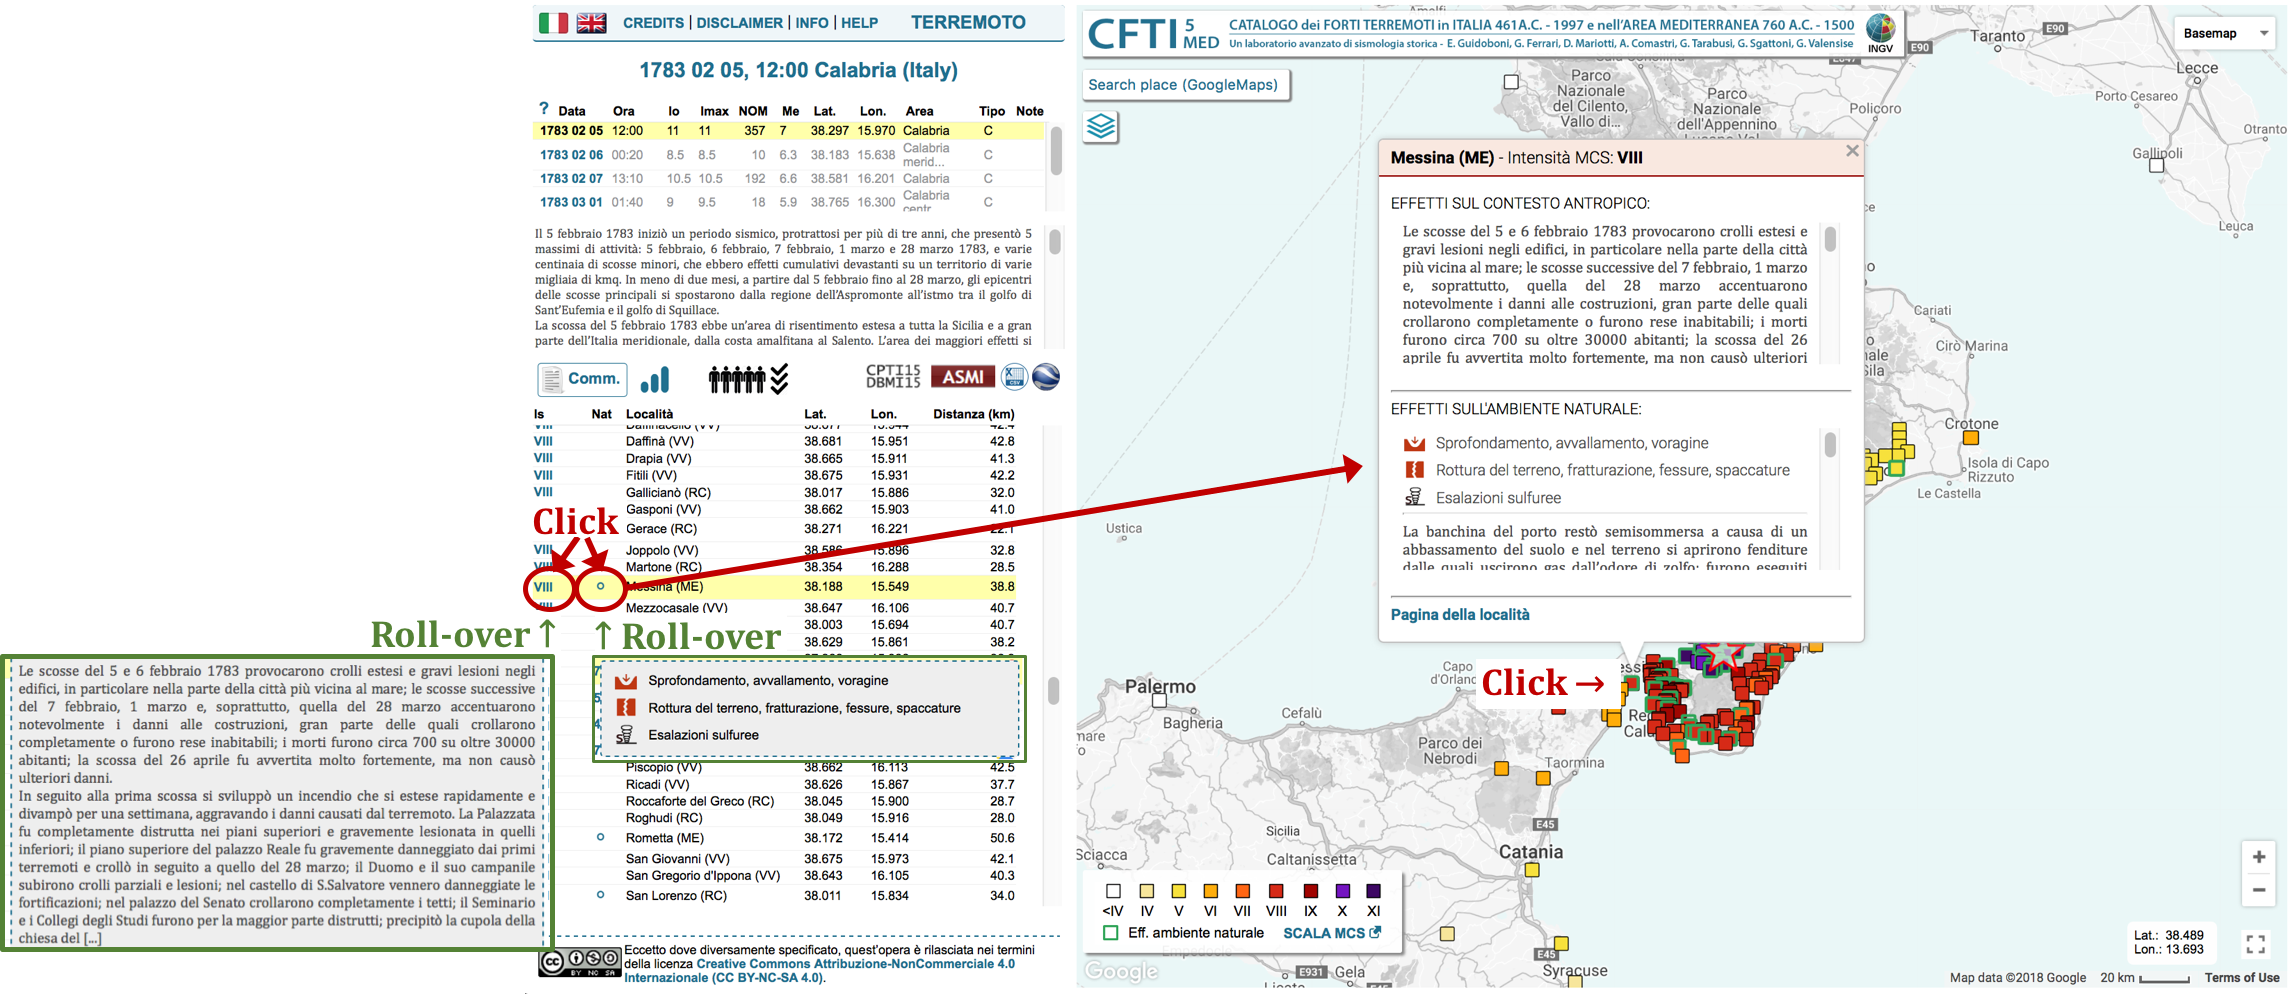 CREDITS | DISCLAIMER | INFO | HELP TERREMOTO
1783 02 05, 12:00 Calabria (Italy)
? Data Ora Io Imax NOM Me Lat. Lon. Area Tipo Note
1783 02 05 12:00 11 11 357 7 38.297 15.970 Calabria C
1783 02 06 00:20 8.5 8.5 10 6.3 38.183 15.638 Calabria merid... C
1783 02 07 13:10 10.5 10.5 192 6.6 38.581 16.201 Calabria C
1783 03 01 01:40 9 9.5 18 5.9 38.765 16.300 Calabria centr. C
Il 5 febbraio 1783 iniziò un periodo sismico, protrattosi per più di tre anni, che presentò 5
massimi di attività: 5 febbraio, 6 febbraio, 7 febbraio, 1 marzo e 28 marzo 1783, e varie
centinaia di scosse minori, che ebbero effetti cumulativi devastanti su un territorio di varie
migliaia di kmq. In meno di due mesi, a partire dal 5 febbraio fino al 28 marzo, gli epicentri
delle scosse principali si spostarono dalla regione dell'Aspromonte all'istmo tra il golfo di
Sant'Eufemia e il golfo di Squillace.
La scossa del 5 febbraio 1783 ebbe un'area di risentimento estesa a tutta la Sicilia e a gran
parte dell'Italia meridionale, dalla costa amalfitana al Salento. L'area dei maggiori effetti si
Comm. CPTI15 DBMI15 ASMI CSV
Is Nat Località Lat. Lon. Distanza (km)
VIII Daffinacello (VV) 38.677 15.944 42.4
VIII Daffinà (VV) 38.681 15.951 42.8
VIII Drapia (VV) 38.665 15.911 41.3
VIII Fitili (VV) 38.675 15.931 42.2
VIII Gallicianò (RC) 38.017 15.886 32.0
Gasponi (VV) 38.662 15.903 41.0
Click
Gerace (RC) 38.271 16.221 22.1
VIII Joppolo (VV) 38.586 15.896 32.8
VIII Martone (RC) 38.354 16.288 28.5
VIII Messina (ME) 38.188 15.549 38.8
VIII Mezzocasale (VV) 38.647 16.106 40.7
38.003 15.694 40.7
38.629 15.861 38.2
Roll-over ↑ ↑ Roll-over
Sprofondamento, avvallamento, voragine
Rottura del terreno, fratturazione, fessure, spaccature
Esalazioni sulfuree
Piscopio (VV) 38.662 16.113 42.5
Ricadi (VV) 38.626 15.867 37.7
Roccaforte del Greco (RC) 38.045 15.900 28.7
Roghudi (RC) 38.049 15.916 28.0
Rometta (ME) 38.172 15.414 50.6
San Giovanni (VV) 38.675 15.973 42.1
San Gregorio d'Ippona (VV) 38.643 16.105 40.3
San Lorenzo (RC) 38.011 15.834 34.0
Le scosse del 5 e 6 febbraio 1783 provocarono crolli estesi e gravi lesioni negli
edifici, in particolare nella parte della città più vicina al mare; le scosse successive
del 7 febbraio, 1 marzo e, soprattutto, quella del 28 marzo accentuarono
notevolmente i danni alle costruzioni, gran parte delle quali crollarono
completamente o furono rese inabitabili; i morti furono circa 700 su oltre 30000
abitanti; la scossa del 26 aprile fu avvertita molto fortemente, ma non causò
ulteriori danni.
In seguito alla prima scossa si sviluppò un incendio che si estese rapidamente e
divampò per una settimana, aggravando i danni causati dal terremoto. La Palazzata
fu completamente distrutta nei piani superiori e gravemente lesionata in quelli
inferiori; il piano superiore del palazzo Reale fu gravemente danneggiato dai primi
terremoti e crollò in seguito a quello del 28 marzo; il Duomo e il suo campanile
subirono crolli parziali e lesioni; nel castello di S.Salvatore vennero danneggiate le
fortificazioni; nel palazzo del Senato crollarono completamente i tetti; il Seminario
e i Collegi degli Studi furono per la maggior parte distrutti; precipitò la cupola della
chiesa del [...]
CC BY NC SA
Eccetto dove diversamente specificato, quest'opera è rilasciata nei termini
della licenza Creative Commons Attribuzione-NonCommerciale 4.0
Internazionale (CC BY-NC-SA 4.0).
CFTI 5 MED
CATALOGO dei FORTI TERREMOTI in ITALIA 461 A.C. - 1997 e nell'AREA MEDITERRANEA 760 A.C. - 1500
Un laboratorio avanzato di sismologia storica - E. Guidoboni, G. Ferrari, D. Mariotti, A. Comastri, G. Tarabusi, G. Sgattoni, G. Valensise
INGV
Search place (GoogleMaps)
Basemap
Amalfi
Taranto
E90
E90
E847
Lecce
Porto Cesareo
Otranto
Gallipoli
Leuca
Policoro
Parco
Nazionale
del Cilento,
Vallo di...
Parco
Nazionale
dell'Appennino
Messina (ME) - Intensità MCS: VIII
EFFETTI SUL CONTESTO ANTROPICO:
Le scosse del 5 e 6 febbraio 1783 provocarono crolli estesi e
gravi lesioni negli edifici, in particolare nella parte della città
più vicina al mare; le scosse successive del 7 febbraio, 1 marzo
e, soprattutto, quella del 28 marzo accentuarono
notevolmente i danni alle costruzioni, gran parte delle quali
crollarono completamente o furono rese inabitabili; i morti
furono circa 700 su oltre 30000 abitanti; la scossa del 26
aprile fu avvertita molto fortemente, ma non causò ulteriori
EFFETTI SULL'AMBIENTE NATURALE:
Sprofondamento, avvallamento, voragine
Rottura del terreno, fratturazione, fessure, spaccature
Esalazioni sulfuree
La banchina del porto restò semisommersa a causa di un
abbassamento del suolo e nel terreno si aprirono fenditure
dalle quali uscirono gas dall'odore di zolfo; furono eseguiti
Pagina della località
Cariati
Cirò Marina
Sila
Crotone
Isola di Capo
Rizzuto
Le Castella
Ustica
Click →
Capo
d'Orlando
Palermo
Bagheria
Cefalù
Parco dei
Nebrodi
Taormina
E45
Sicilia
Caltanissetta
Catania
Sciacca
<IV IV V VI VII VIII IX X XI
Eff. ambiente naturale SCALA MCS
Google
E931 Gela
E45
Syracuse
Lat.: 38.489
Lon.: 13.693
Map data ©2018 Google 20 km Terms of Use